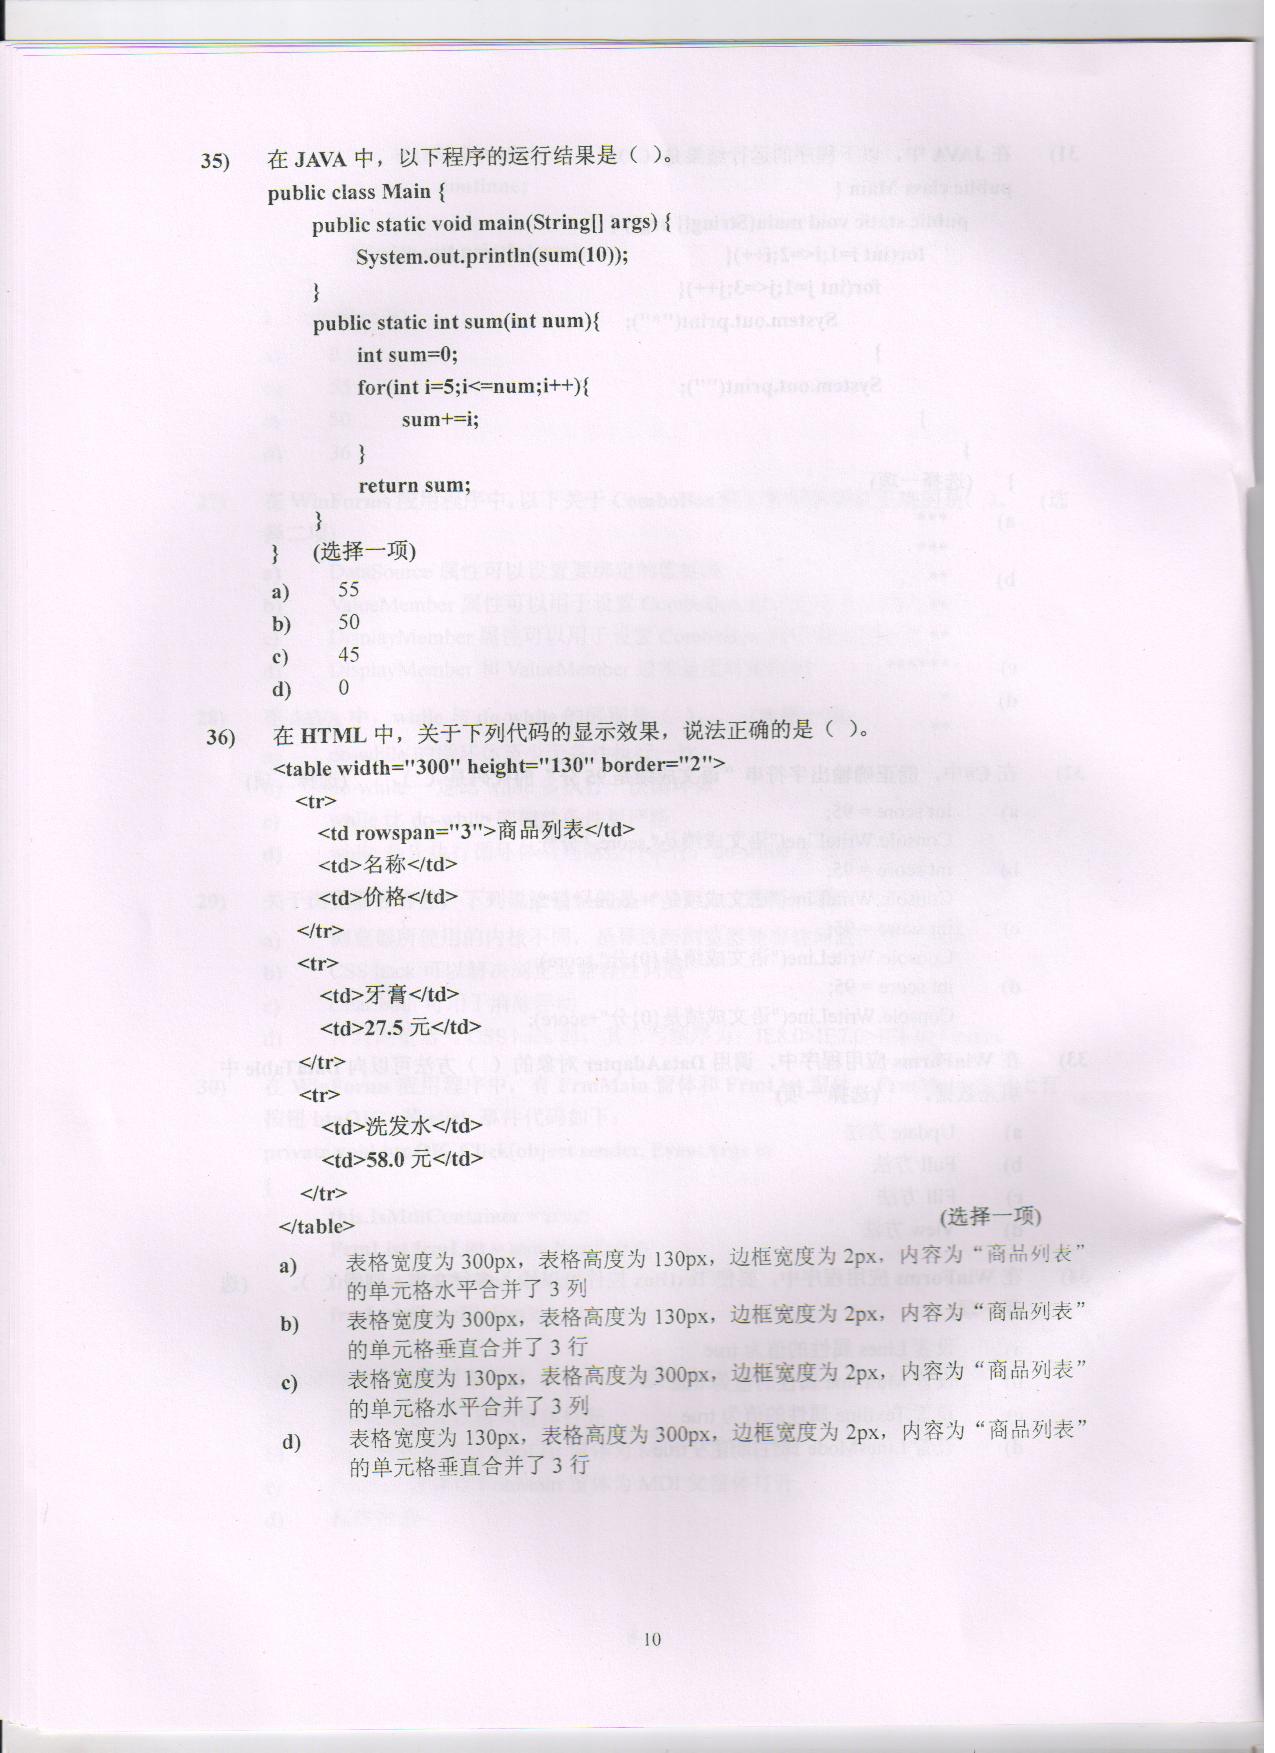 35) 在 JAVA 中，以下程序的运行结果是（ ）。
public class Main {
public static void main(String[] args) {
System.out.println(sum(10));
}
public static int sum(int num){
int sum=0;
for(int i=5;i<=num;i++){
sum+=i;
}
return sum;
}
} (选择一项)
a) 55
b) 50
c) 45
d) 0
36) 在 HTML 中，关于下列代码的显示效果，说法正确的是（ ）。
<table width="300" height="130" border="2">
<tr>
<td rowspan="3">商品列表</td>
<td>名称</td>
<td>价格</td>
</tr>
<tr>
<td>牙膏</td>
<td>27.5 元</td>
</tr>
<tr>
<td>洗发水</td>
<td>58.0 元</td>
</tr>
</table> (选择一项)
a) 表格宽度为 300px，表格高度为 130px，边框宽度为 2px，内容为“商品列表”
的单元格水平合并了 3 列
b) 表格宽度为 300px，表格高度为 130px，边框宽度为 2px，内容为“商品列表”
的单元格垂直合并了 3 行
c) 表格宽度为 130px，表格高度为 300px，边框宽度为 2px，内容为“商品列表”
的单元格水平合并了 3 列
d) 表格宽度为 130px，表格高度为 300px，边框宽度为 2px，内容为“商品列表”
的单元格垂直合并了 3 行
10